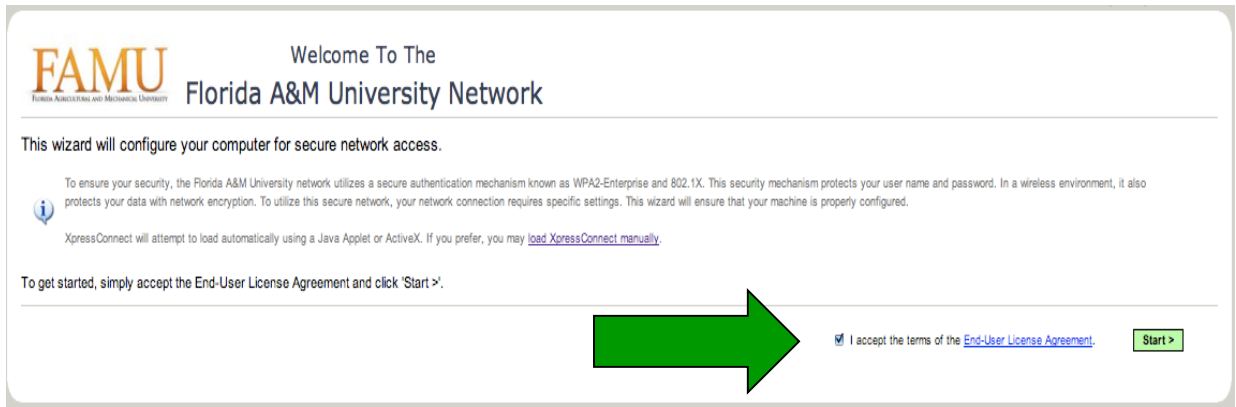 FAMU
FLORIDA AGRICULTURAL AND MECHANICAL UNIVERSITY
Welcome To The
Florida A&M University Network
This wizard will configure your computer for secure network access.
To ensure your security, the Florida A&M University network utilizes a secure authentication mechanism known as WPA2-Enterprise and 802.1X. This security mechanism protects your user name and password. In a wireless environment, it also
protects your data with network encryption. To utilize this secure network, your network connection requires specific settings. This wizard will ensure that your machine is properly configured.
XpressConnect will attempt to load automatically using a Java Applet or ActiveX. If you prefer, you may load XpressConnect manually.
To get started, simply accept the End-User License Agreement and click 'Start >'.
I accept the terms of the End-User License Agreement. Start >